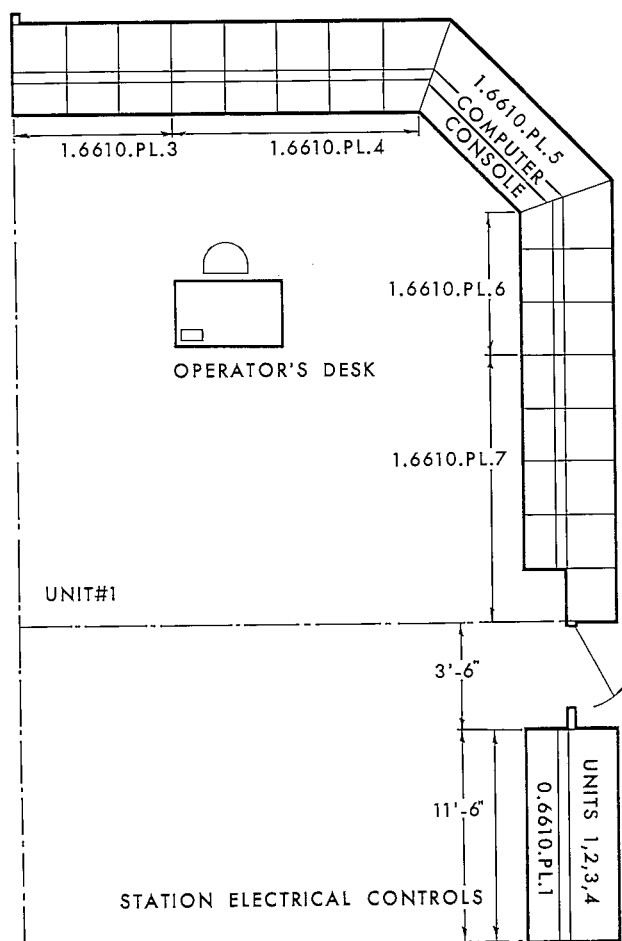 1.6610.PL.3
1.6610.PL.4
1.6610.PL.5
COMPUTER
CONSOLE
1.6610.PL.6
OPERATOR'S DESK
1.6610.PL.7
UNIT#1
3'-6"
11'-6"
UNITS 1,2,3,4
0.6610.PL.1
STATION ELECTRICAL CONTROLS